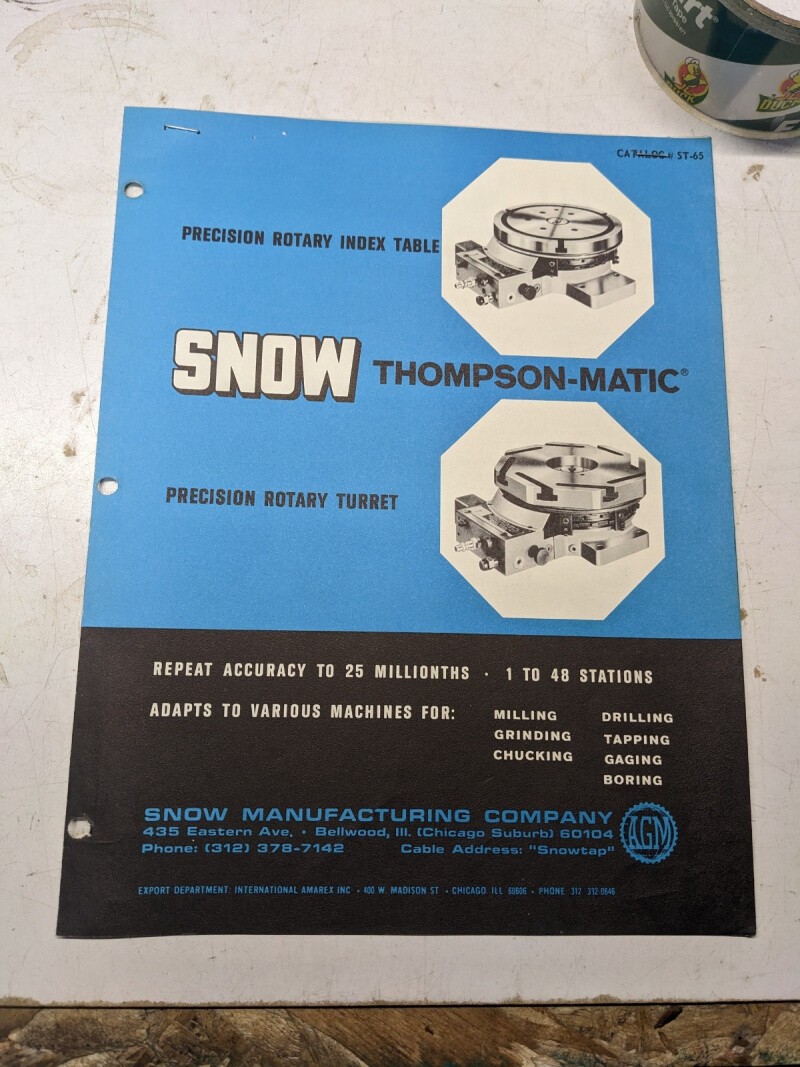 CATALOG # ST-65
PRECISION ROTARY INDEX TABLE
SNOW THOMPSON-MATIC®
PRECISION ROTARY TURRET
REPEAT ACCURACY TO 25 MILLIONTHS · 1 TO 48 STATIONS
ADAPTS TO VARIOUS MACHINES FOR:
MILLING
GRINDING
CHUCKING
DRILLING
TAPPING
GAGING
BORING
SNOW MANUFACTURING COMPANY
435 Eastern Ave. • Bellwood, Ill. (Chicago Suburb) 60104
Phone: (312) 378-7142 Cable Address: "Snowtap"
AGM
EXPORT DEPARTMENT: INTERNATIONAL AMAREX INC • 400 W. MADISON ST • CHICAGO ILL 60606 • PHONE 312 312-0646